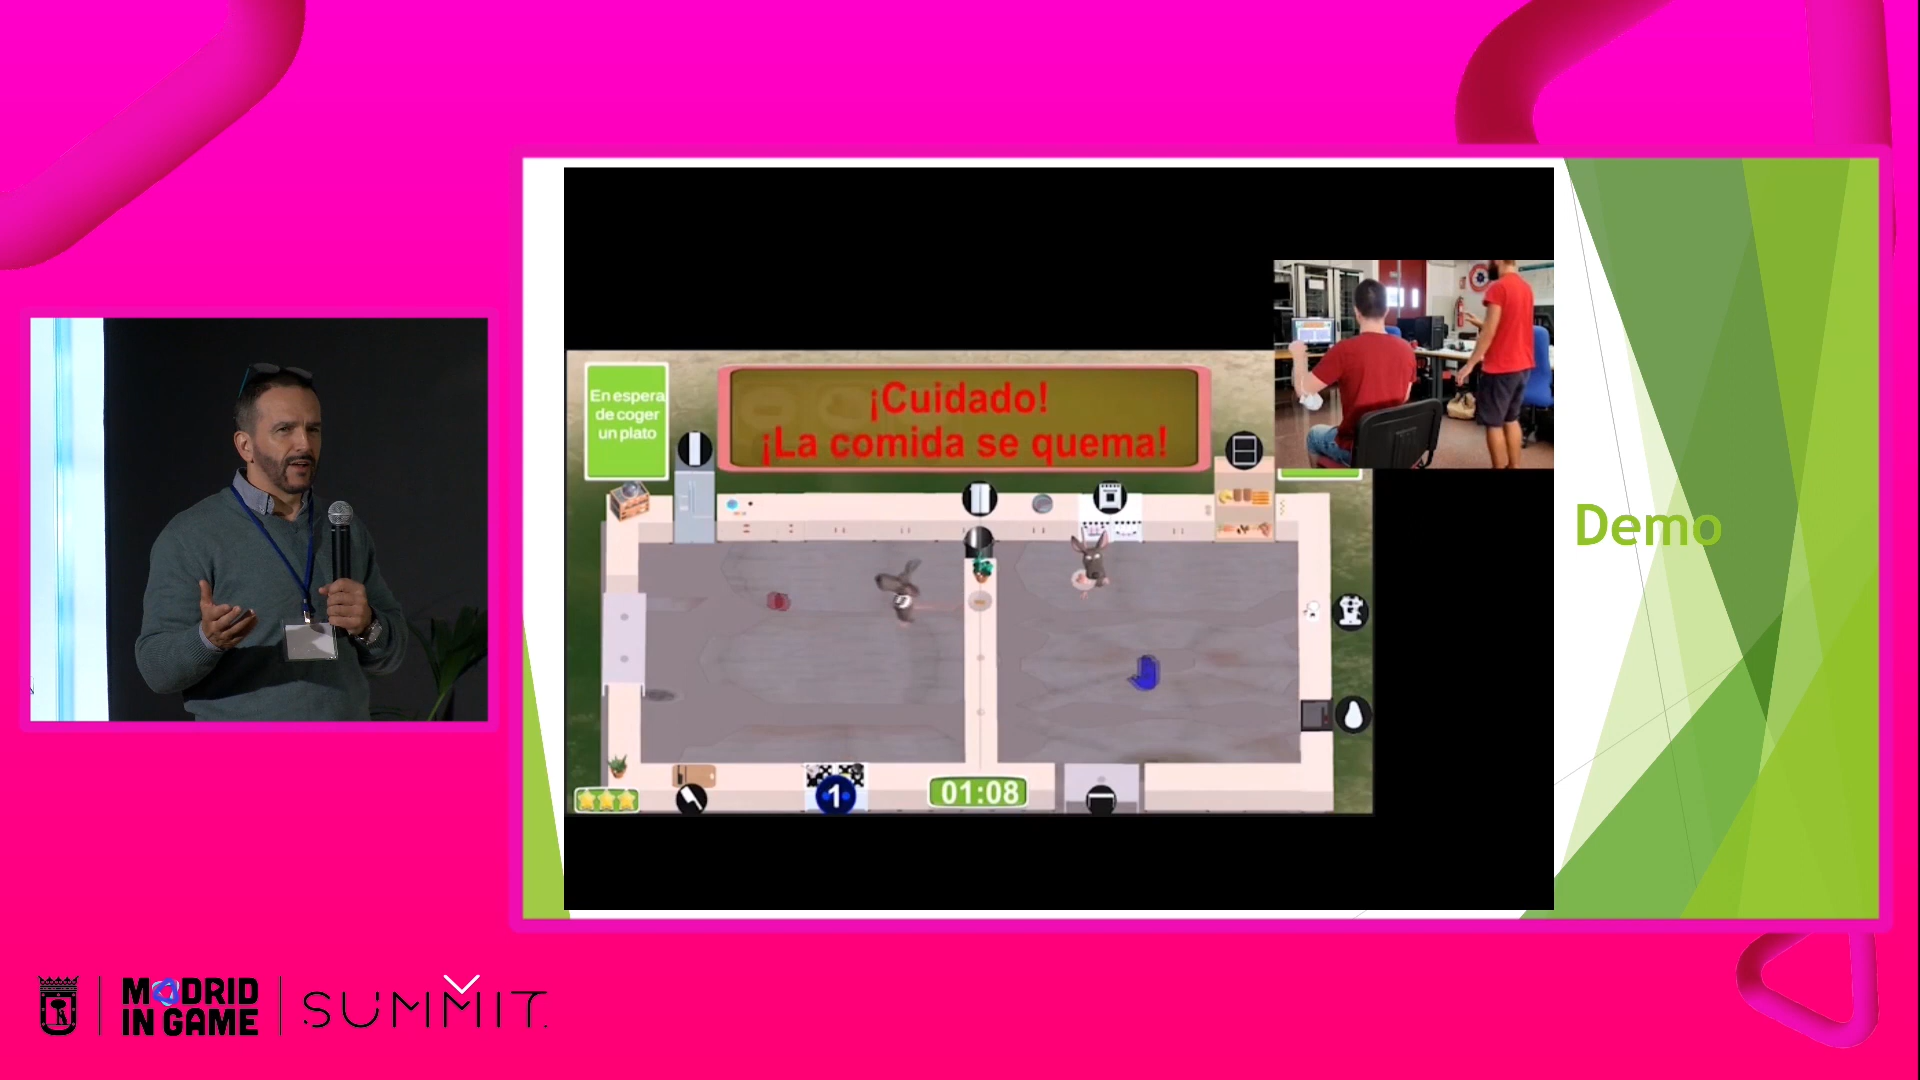 En espera
de coger
un plato
¡Cuidado!
¡La comida se quema!
Demo
1
01:08
MADRID
IN GAME
SUMMIT.